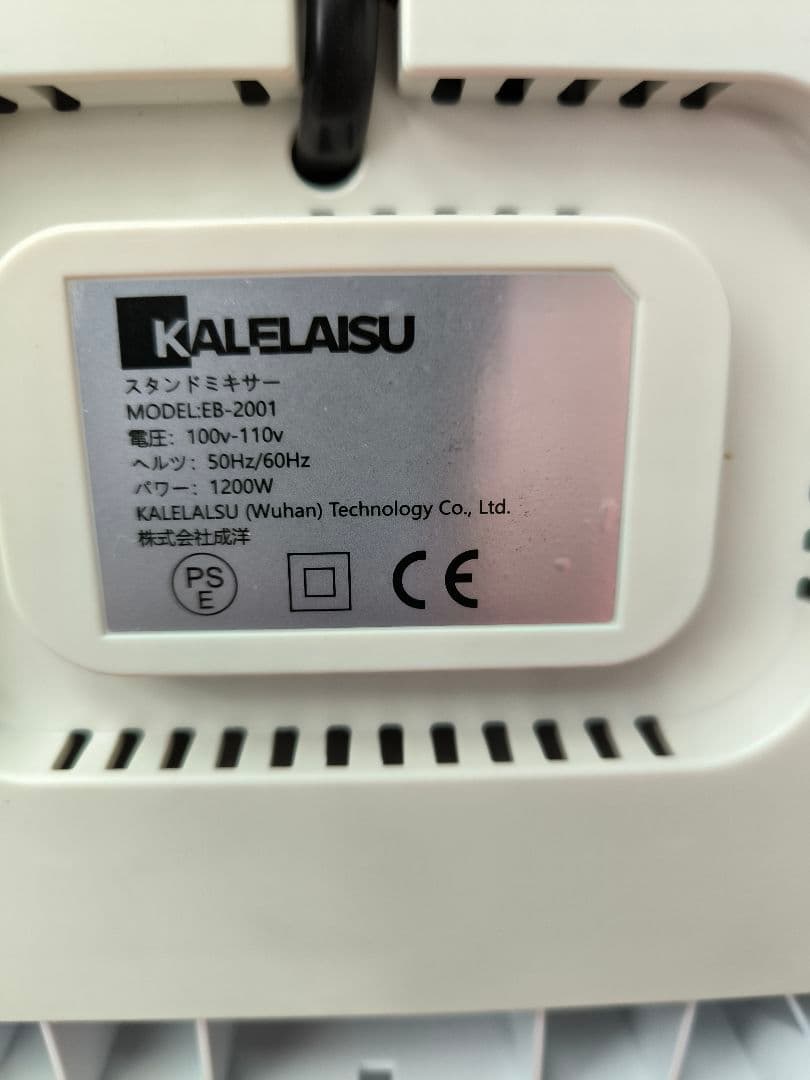 KALELAISU
スタンドミキサー
MODEL:EB-2001
電圧：100v-110v
ヘルツ：50Hz/60Hz
パワー：1200W
KALELALSU (Wuhan) Technology Co., Ltd.
株式会社成洋
PS
E
CE